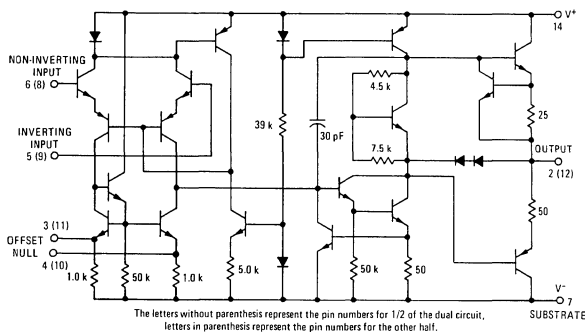 V+
14
NON-INVERTING
INPUT
6 (8)
4.5 k
25
39 k
30 pF
INVERTING
INPUT
5 (9)
7.5 k
OUTPUT
2 (12)
3 (11)
OFFSET
NULL
4 (10)
50
1.0 k
50 k
1.0 k
5.0 k
50 k
50
V-
7
SUBSTRATE
The letters without parenthesis represent the pin numbers for 1/2 of the dual circuit,
letters in parenthesis represent the pin numbers for the other half.